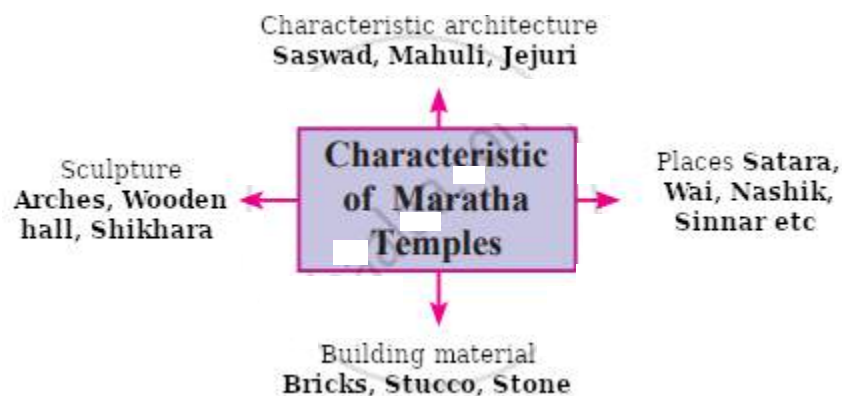 Characteristic architecture
Saswad, Mahuli, Jejuri
Sculpture
Arches, Wooden
hall, Shikhara
Characteristic
of Maratha
Temples
Places Satara,
Wai, Nashik,
Sinnar etc
Building material
Bricks, Stucco, Stone